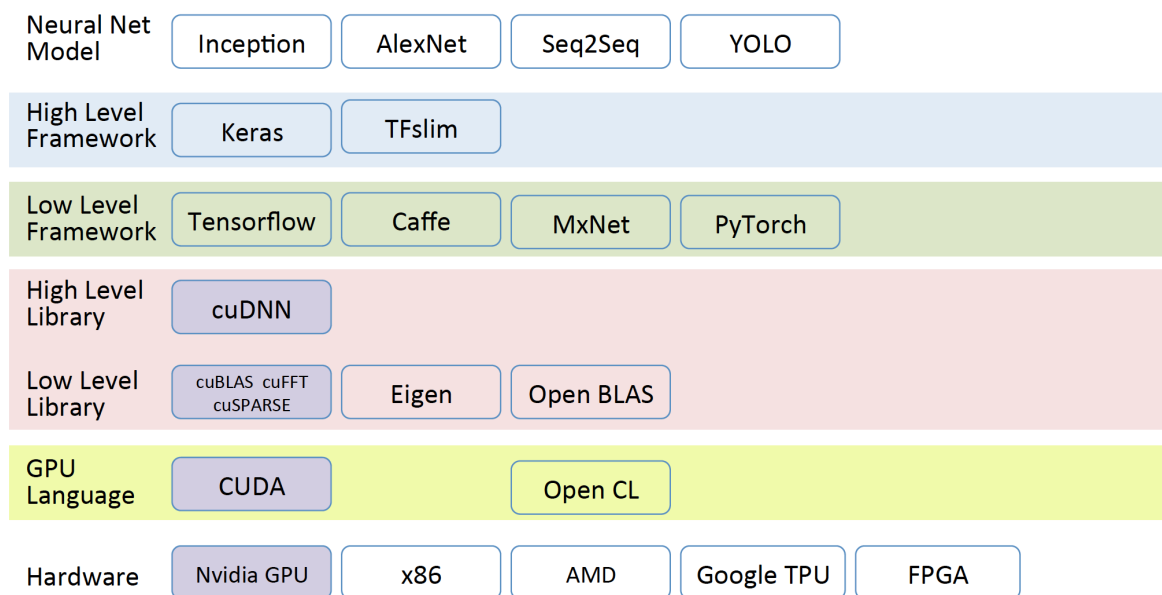 Neural Net
Model
Inception
AlexNet
Seq2Seq
YOLO
High Level
Framework
Keras
TFslim
Low Level
Framework
Tensorflow
Caffe
MxNet
PyTorch
High Level
Library
cuDNN
Low Level
Library
cuBLAS cuFFT
cuSPARSE
Eigen
Open BLAS
GPU
Language
CUDA
Open CL
Hardware
Nvidia GPU
x86
AMD
Google TPU
FPGA